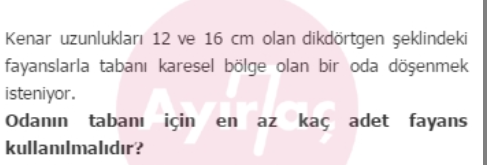 Kenar uzunlukları 12 ve 16 cm olan dikdörtgen şeklindeki
fayanslarla tabanı karesel bölge olan bir oda döşenmek
isteniyor.
Odanın tabanı için en az kaç adet fayans
kullanılmalıdır?
Ayıraç